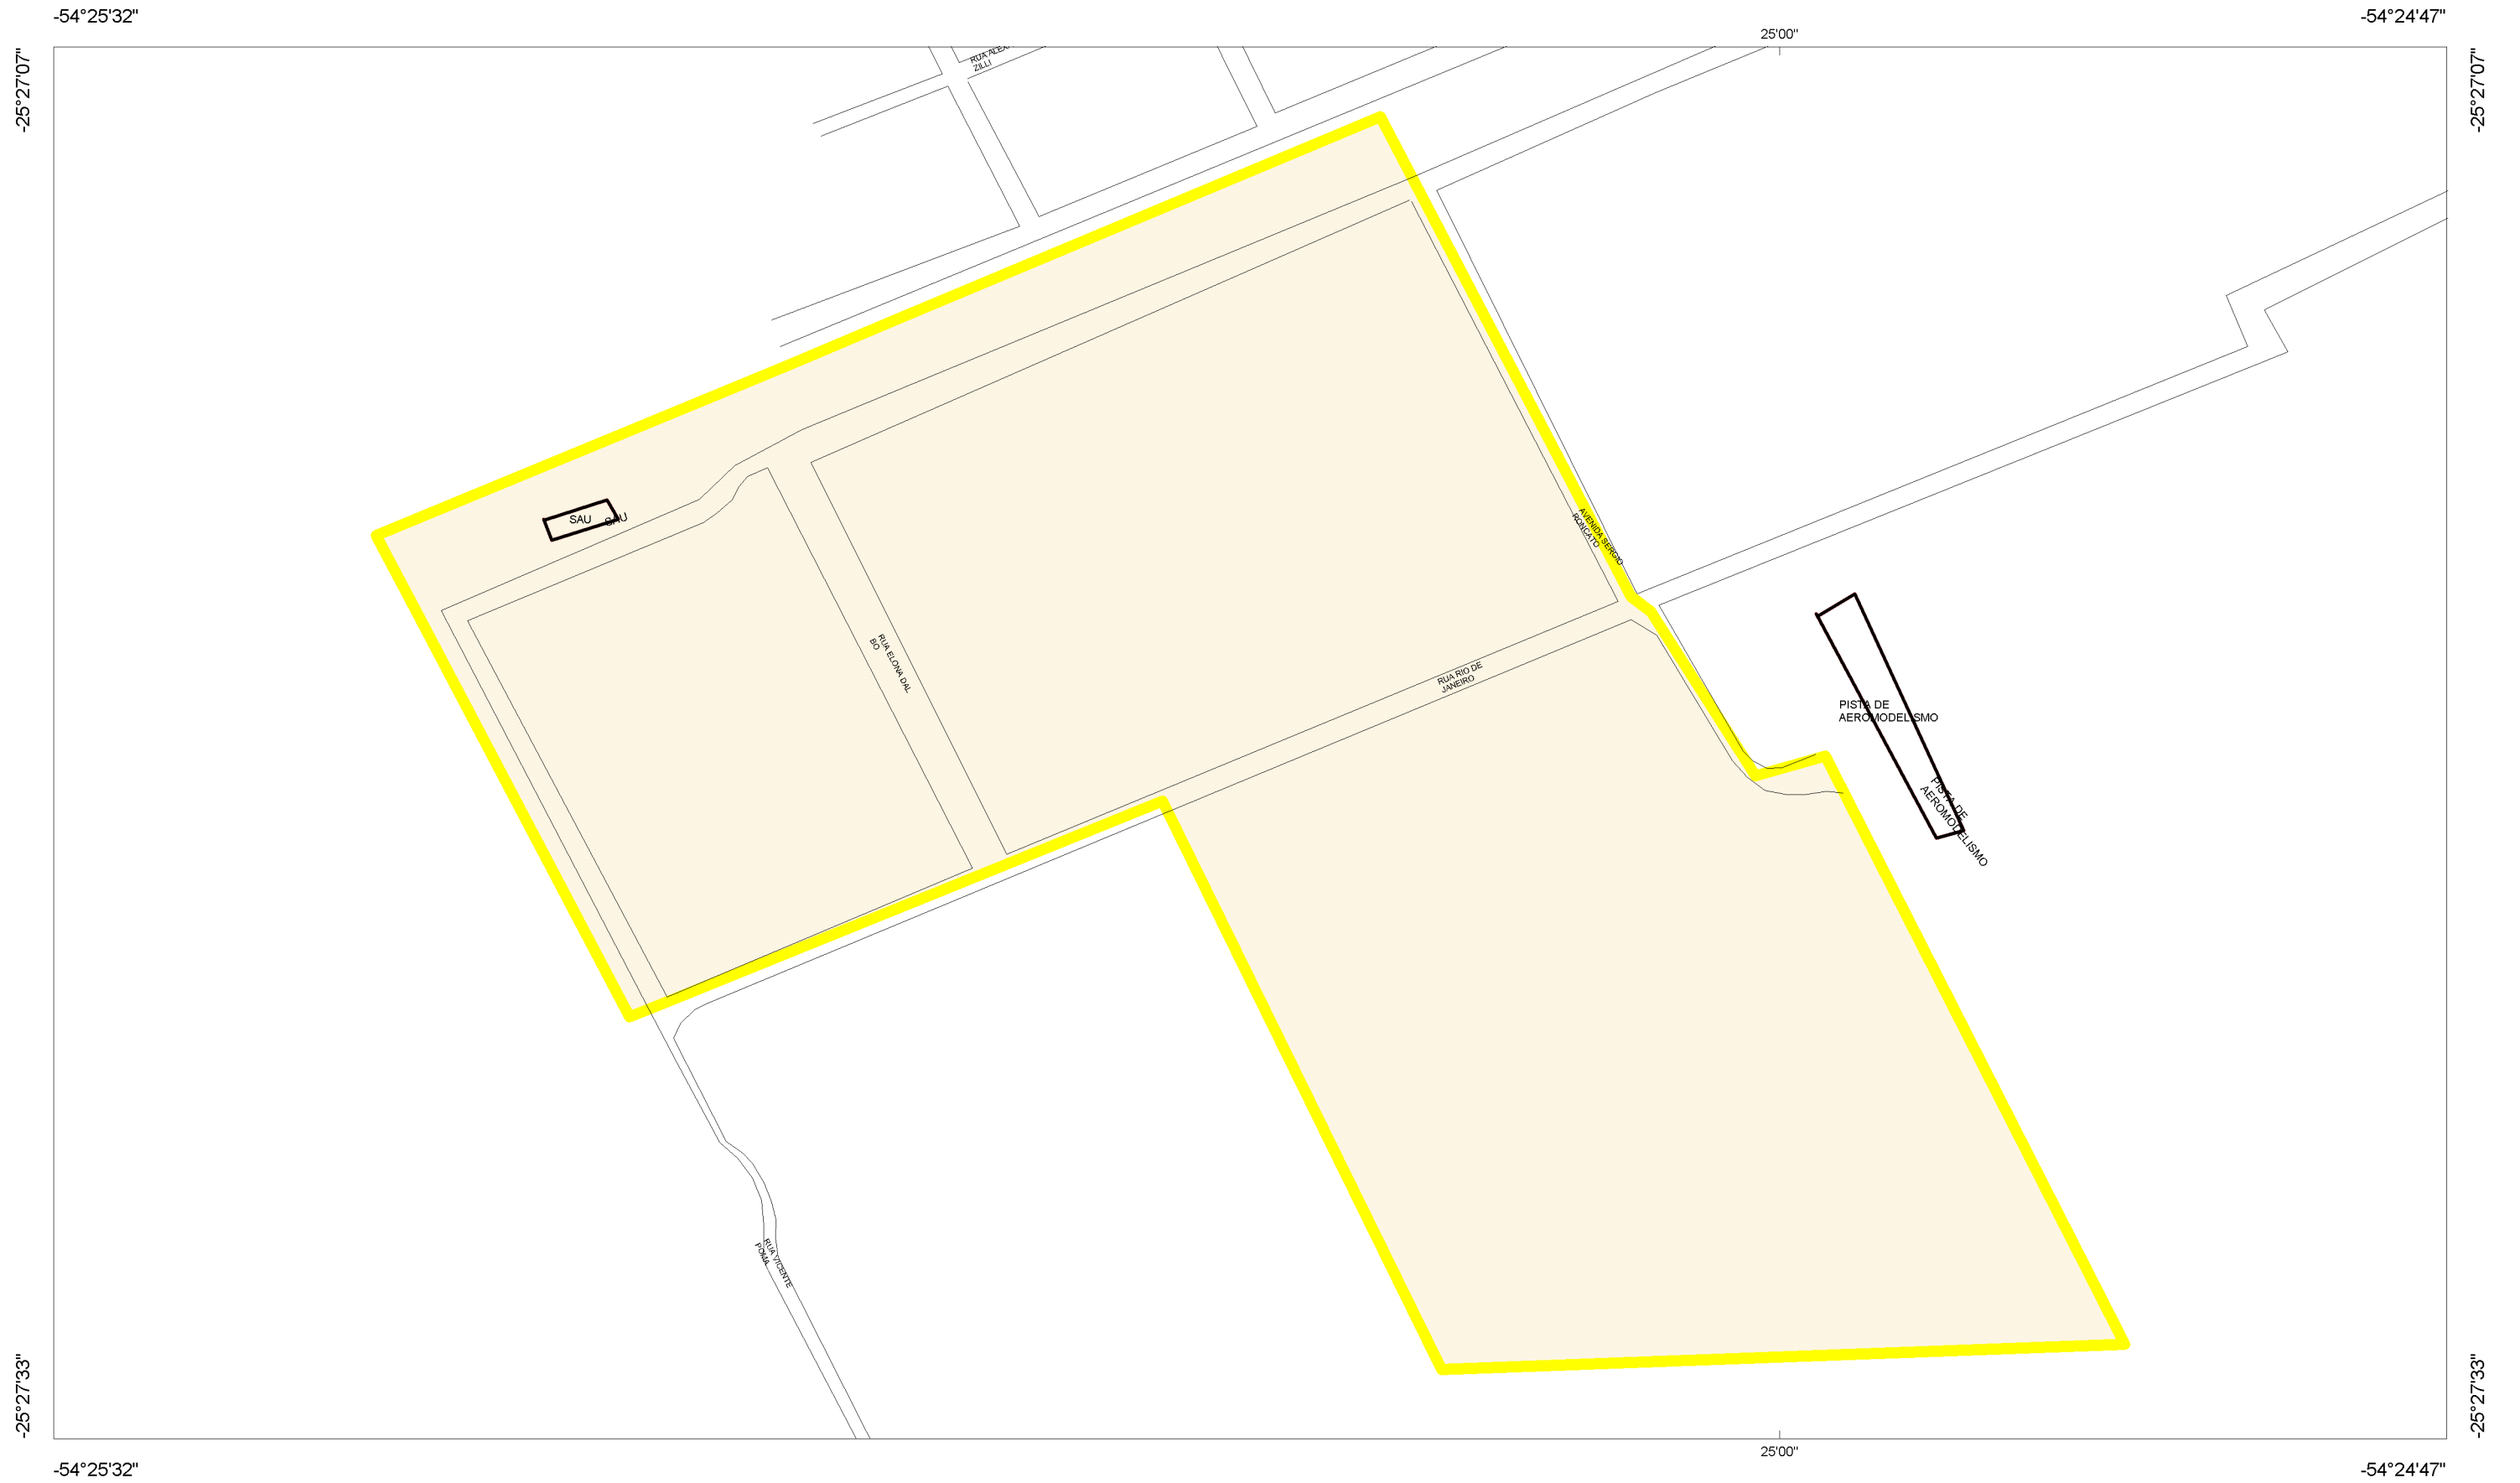 -54°25'32"
-54°24'47"
25'00"
-25°27'07"
-25°27'07"
RUA ALEX
ZILLI
SAU
SAU
AVENIDA SERGIO
RONCATO
RUA ELONA DAL
BO
RUA RIO DE
JANEIRO
PISTA DE
AEROMODELISMO
PISTA DE
AEROMODELISMO
RUA VICENTE
POMA
-25°27'33"
-25°27'33"
25'00"
-54°25'32"
-54°24'47"